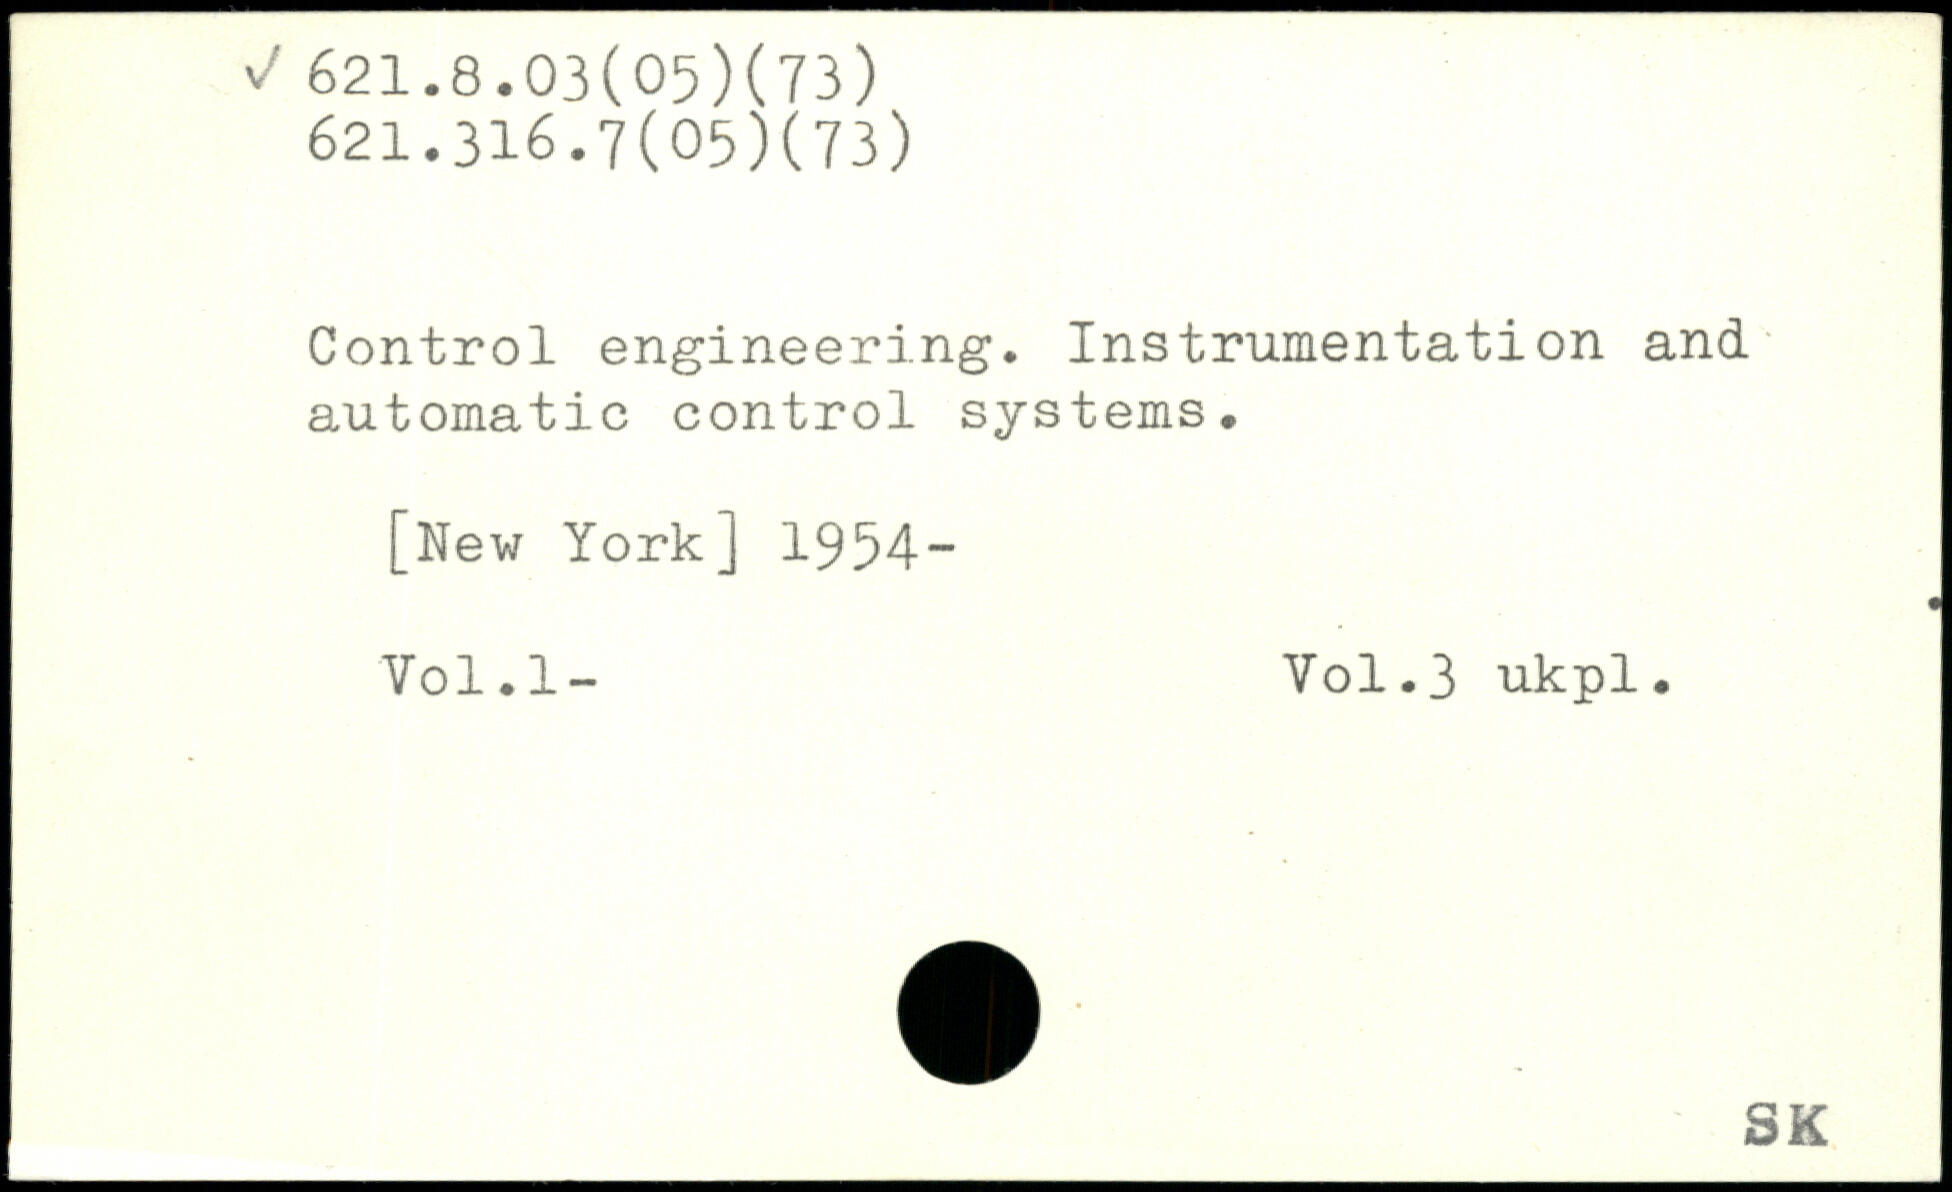 ✓ 621.8.03(05)(73)
621.316.7(05)(73)
Control engineering. Instrumentation and
automatic control systems.
[New York] 1954-
Vol.1-
Vol.3 ukpl.
SK